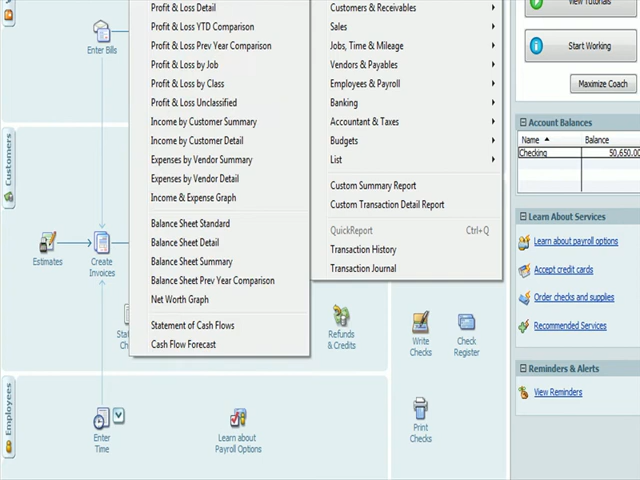 Profit & Loss Detail
Profit & Loss YTD Comparison
Profit & Loss Prev Year Comparison
Profit & Loss by Job
Profit & Loss by Class
Profit & Loss Unclassified
Income by Customer Summary
Income by Customer Detail
Expenses by Vendor Summary
Expenses by Vendor Detail
Income & Expense Graph
Balance Sheet Standard
Balance Sheet Detail
Balance Sheet Summary
Balance Sheet Prev Year Comparison
Net Worth Graph
Statement of Cash Flows
Cash Flow Forecast
Customers & Receivables
Sales
Jobs, Time & Mileage
Vendors & Payables
Employees & Payroll
Banking
Accountant & Taxes
Budgets
List
Custom Summary Report
Custom Transaction Detail Report
QuickReport Ctrl+Q
Transaction History
Transaction Journal
Enter Bills
Customers
Estimates
Create
Invoices
Refunds
& Credits
Write
Checks
Check
Register
Employees
Enter
Time
Learn about
Payroll Options
Print
Checks
View Tutorials
Start Working
Maximize Coach
Account Balances
Name Balance
Checking 50,650.00
Learn About Services
Learn about payroll options
Accept credit cards
Order checks and supplies
Recommended Services
Reminders & Alerts
View Reminders